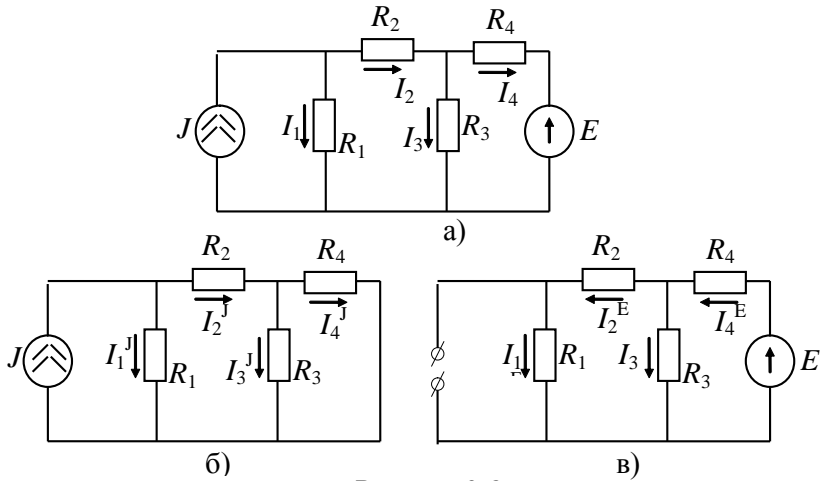 R₂ R₄
J I₁ R₁ I₂ I₃ R₃ I₄ E
а)
R₂ R₄
I₂ᴶ I₄ᴶ
J I₁ᴶ R₁ I₃ᴶ R₃
б)
R₂ R₄
I₂ᴱ I₄ᴱ
I₁ R₁ I₃ R₃ E
в)